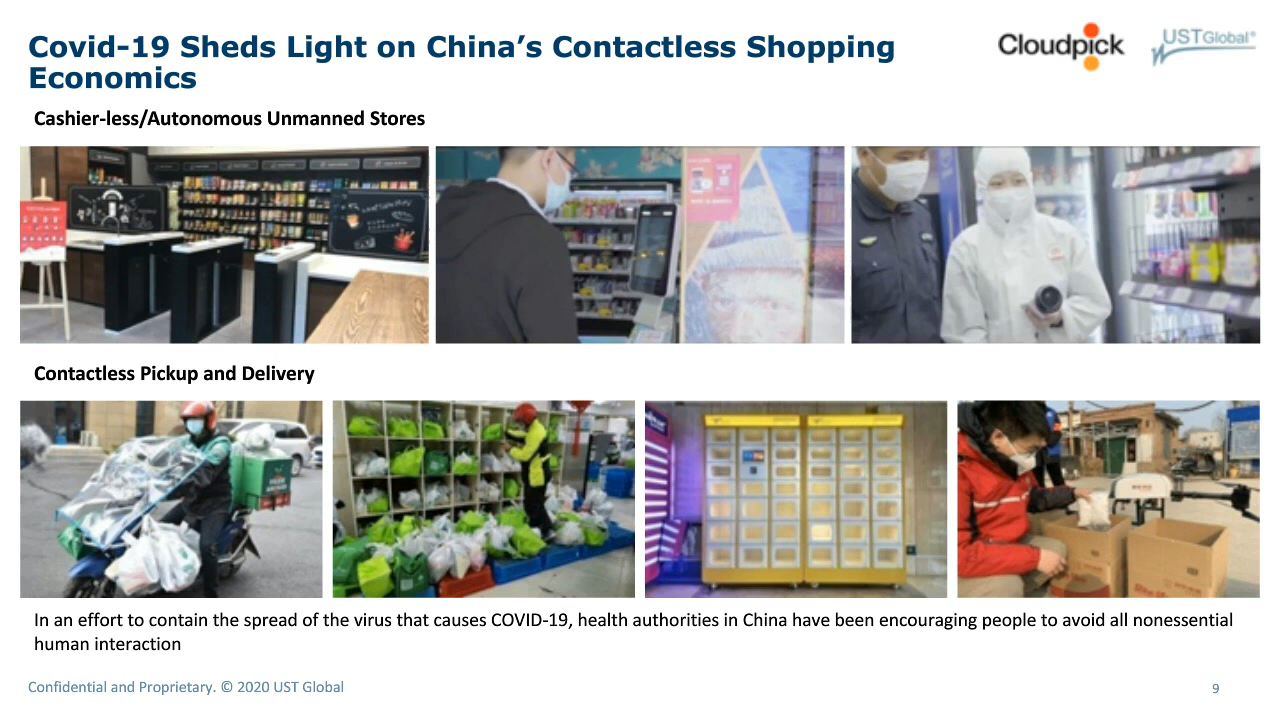 Covid-19 Sheds Light on China’s Contactless Shopping
Economics
Cloudpick
USTGlobal®
Cashier-less/Autonomous Unmanned Stores
Contactless Pickup and Delivery
In an effort to contain the spread of the virus that causes COVID-19, health authorities in China have been encouraging people to avoid all nonessential
human interaction
Confidential and Proprietary. © 2020 UST Global
9